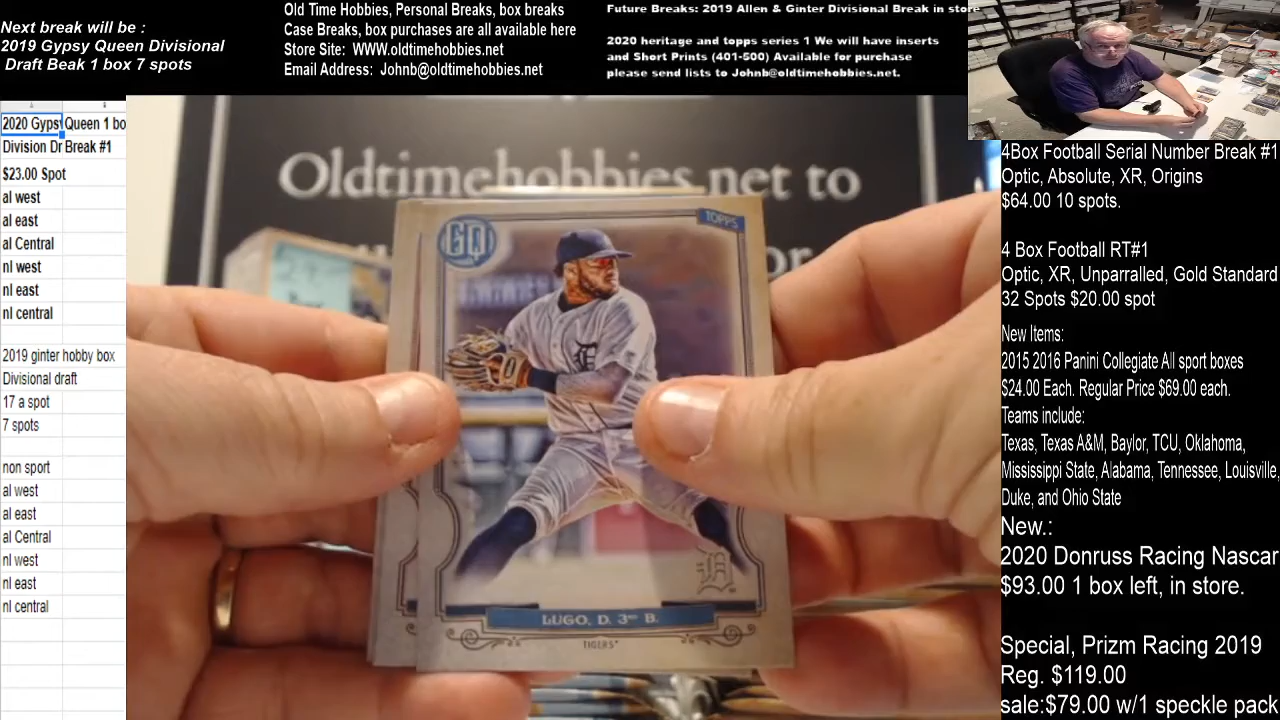 Next break will be :
2019 Gypsy Queen Divisional
Draft Beak 1 box 7 spots
Old Time Hobbies, Personal Breaks, box breaks
Case Breaks, box purchases are all available here
Store Site: WWW.oldtimehobbies.net
Email Address: Johnb@oldtimehobbies.net
Future Breaks: 2019 Allen & Ginter Divisional Break in store
2020 heritage and topps series 1 We will have inserts
and Short Prints (401-500) Available for purchase
please send lists to Johnb@oldtimehobbies.net.
2020 Gypsy Queen 1 bo
Division Dr Break #1
$23.00 Spot
al west
al east
al Central
nl west
nl east
nl central
2019 ginter hobby box
Divisional draft
17 a spot
7 spots
non sport
al west
al east
al Central
nl west
nl east
nl central
Oldtimehobbies.net to
or
GQ
TOPPS
D
LUGO, D. 3RD B.
TIGERS
4Box Football Serial Number Break #1
Optic, Absolute, XR, Origins
$64.00 10 spots.
4 Box Football RT#1
Optic, XR, Unparralled, Gold Standard
32 Spots $20.00 spot
New Items:
2015 2016 Panini Collegiate All sport boxes
$24.00 Each. Regular Price $69.00 each.
Teams include:
Texas, Texas A&M, Baylor, TCU, Oklahoma,
Mississippi State, Alabama, Tennessee, Louisville,
Duke, and Ohio State
New.:
2020 Donruss Racing Nascar
$93.00 1 box left, in store.
Special, Prizm Racing 2019
Reg. $119.00
sale:$79.00 w/1 speckle pack